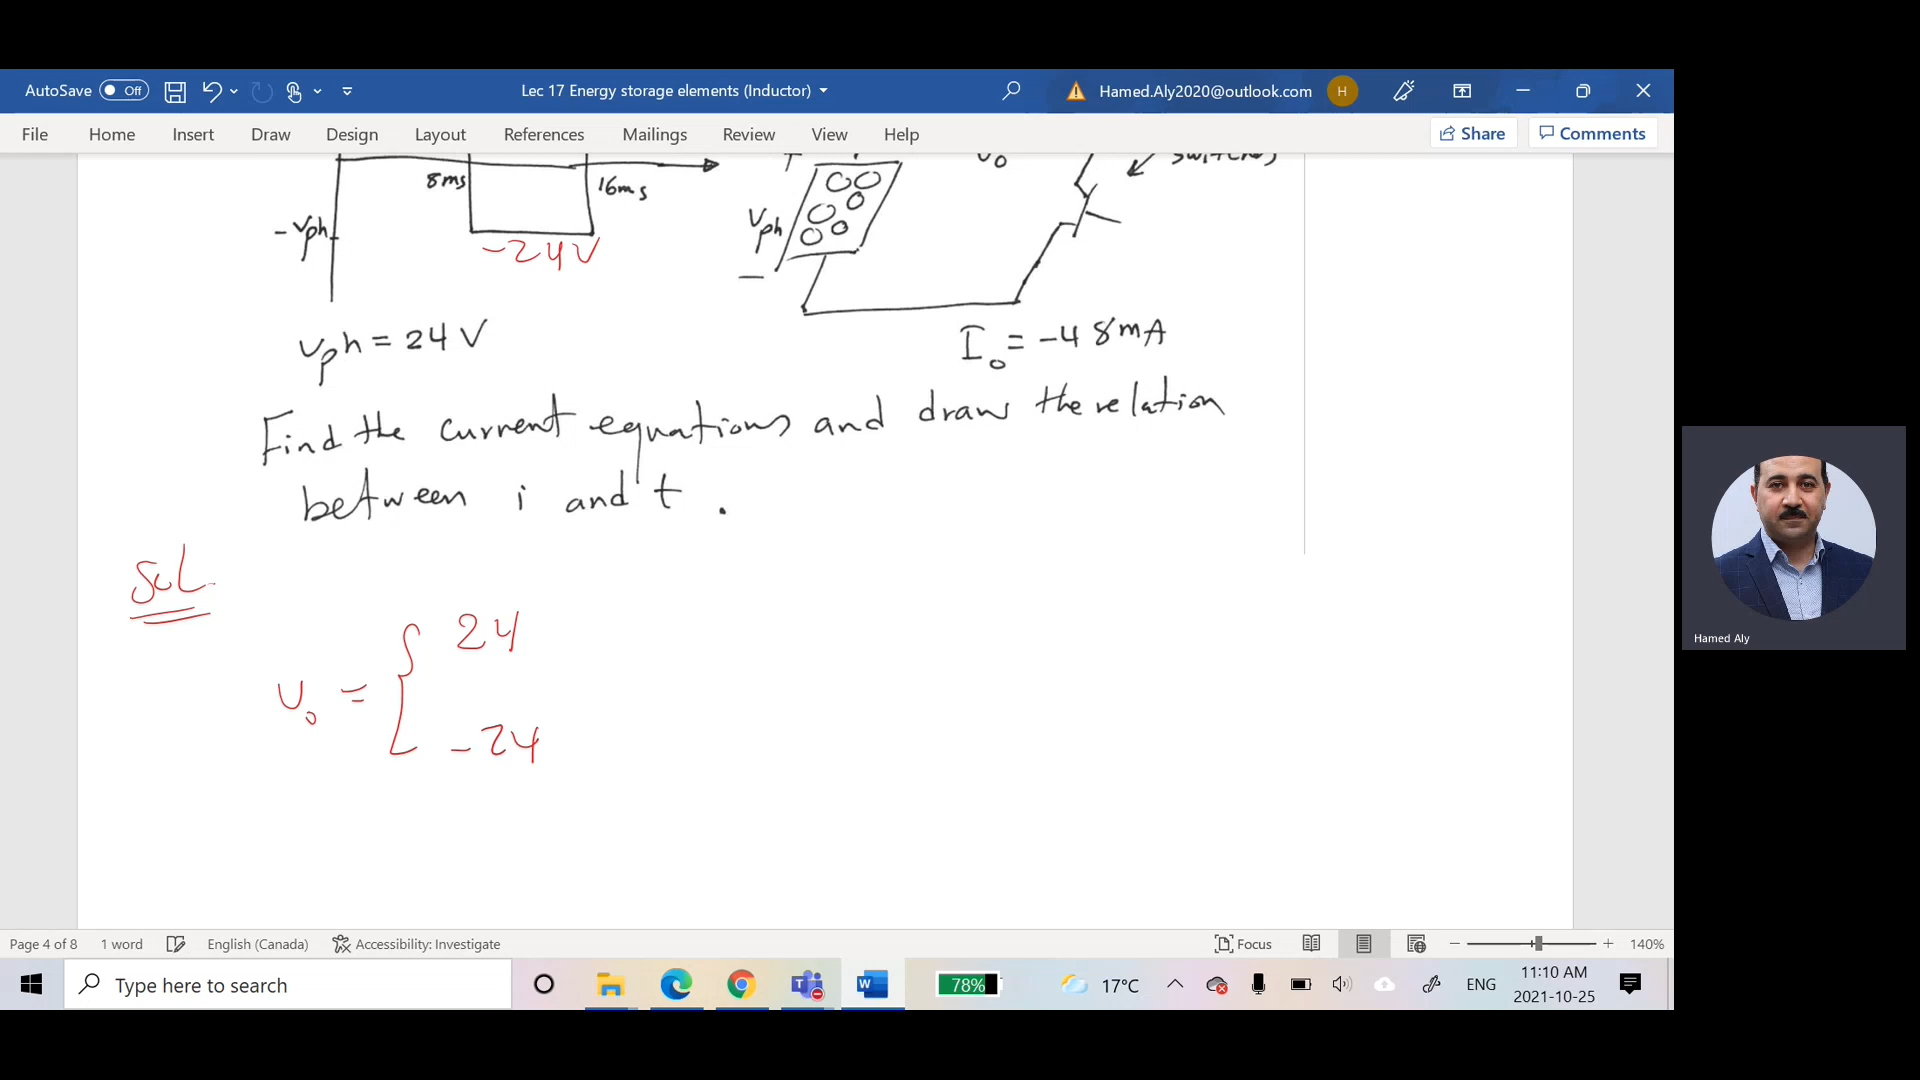 AutoSave Off
Lec 17 Energy storage elements (Inductor)
Hamed.Aly2020@outlook.com H
File Home Insert Draw Design Layout References Mailings Review View Help Share Comments
8ms 16ms
switches
vo
-Vph
-24V
Vph
+
-
vph = 24 V
Io = -48mA
Find the current equations and draw the relation
between i and t .
Sol
24
vo = {
-24
Hamed Aly
Page 4 of 8 1 word English (Canada) Accessibility: Investigate Focus 140%
Type here to search
78% 17°C ENG
11:10 AM
2021-10-25